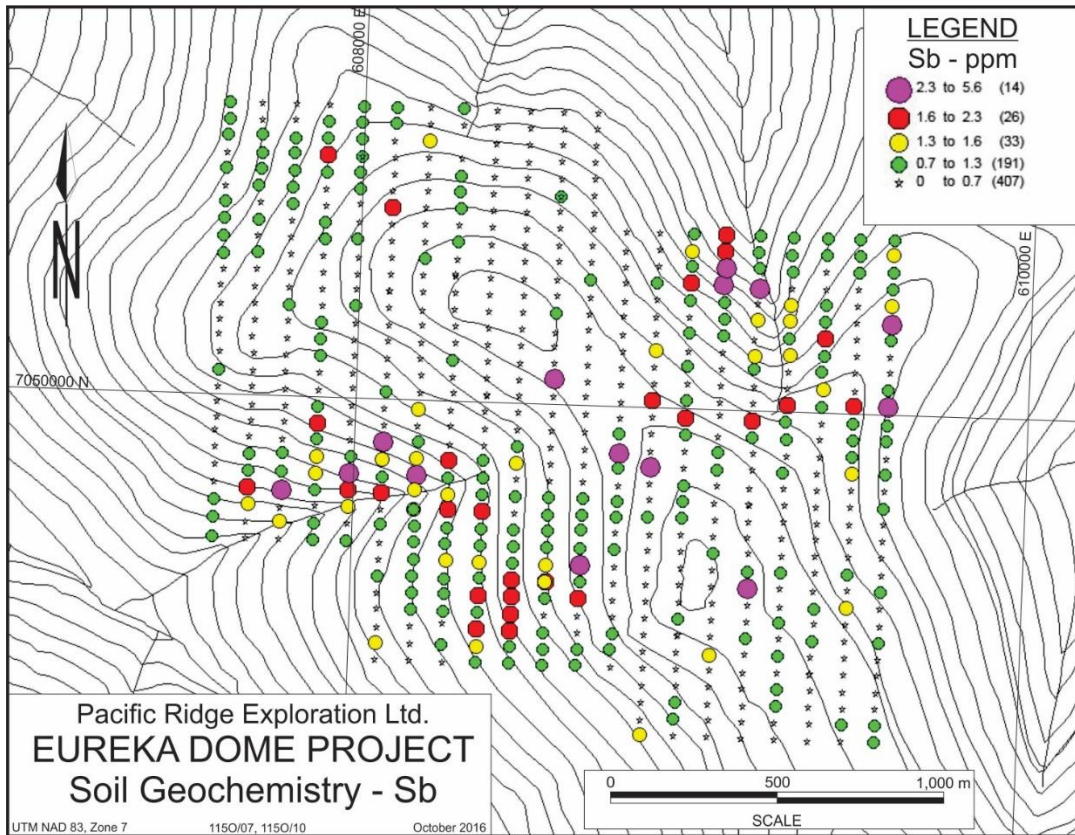 608000 E
LEGEND
Sb - ppm
2.3 to 5.6 (14)
1.6 to 2.3 (26)
1.3 to 1.6 (33)
0.7 to 1.3 (191)
0 to 0.7 (407)
N
610000 E
7050000 N
Pacific Ridge Exploration Ltd.
EUREKA DOME PROJECT
Soil Geochemistry - Sb
UTM NAD 83, Zone 7 115O/07, 115O/10 October 2016
0 500 1,000 m
SCALE